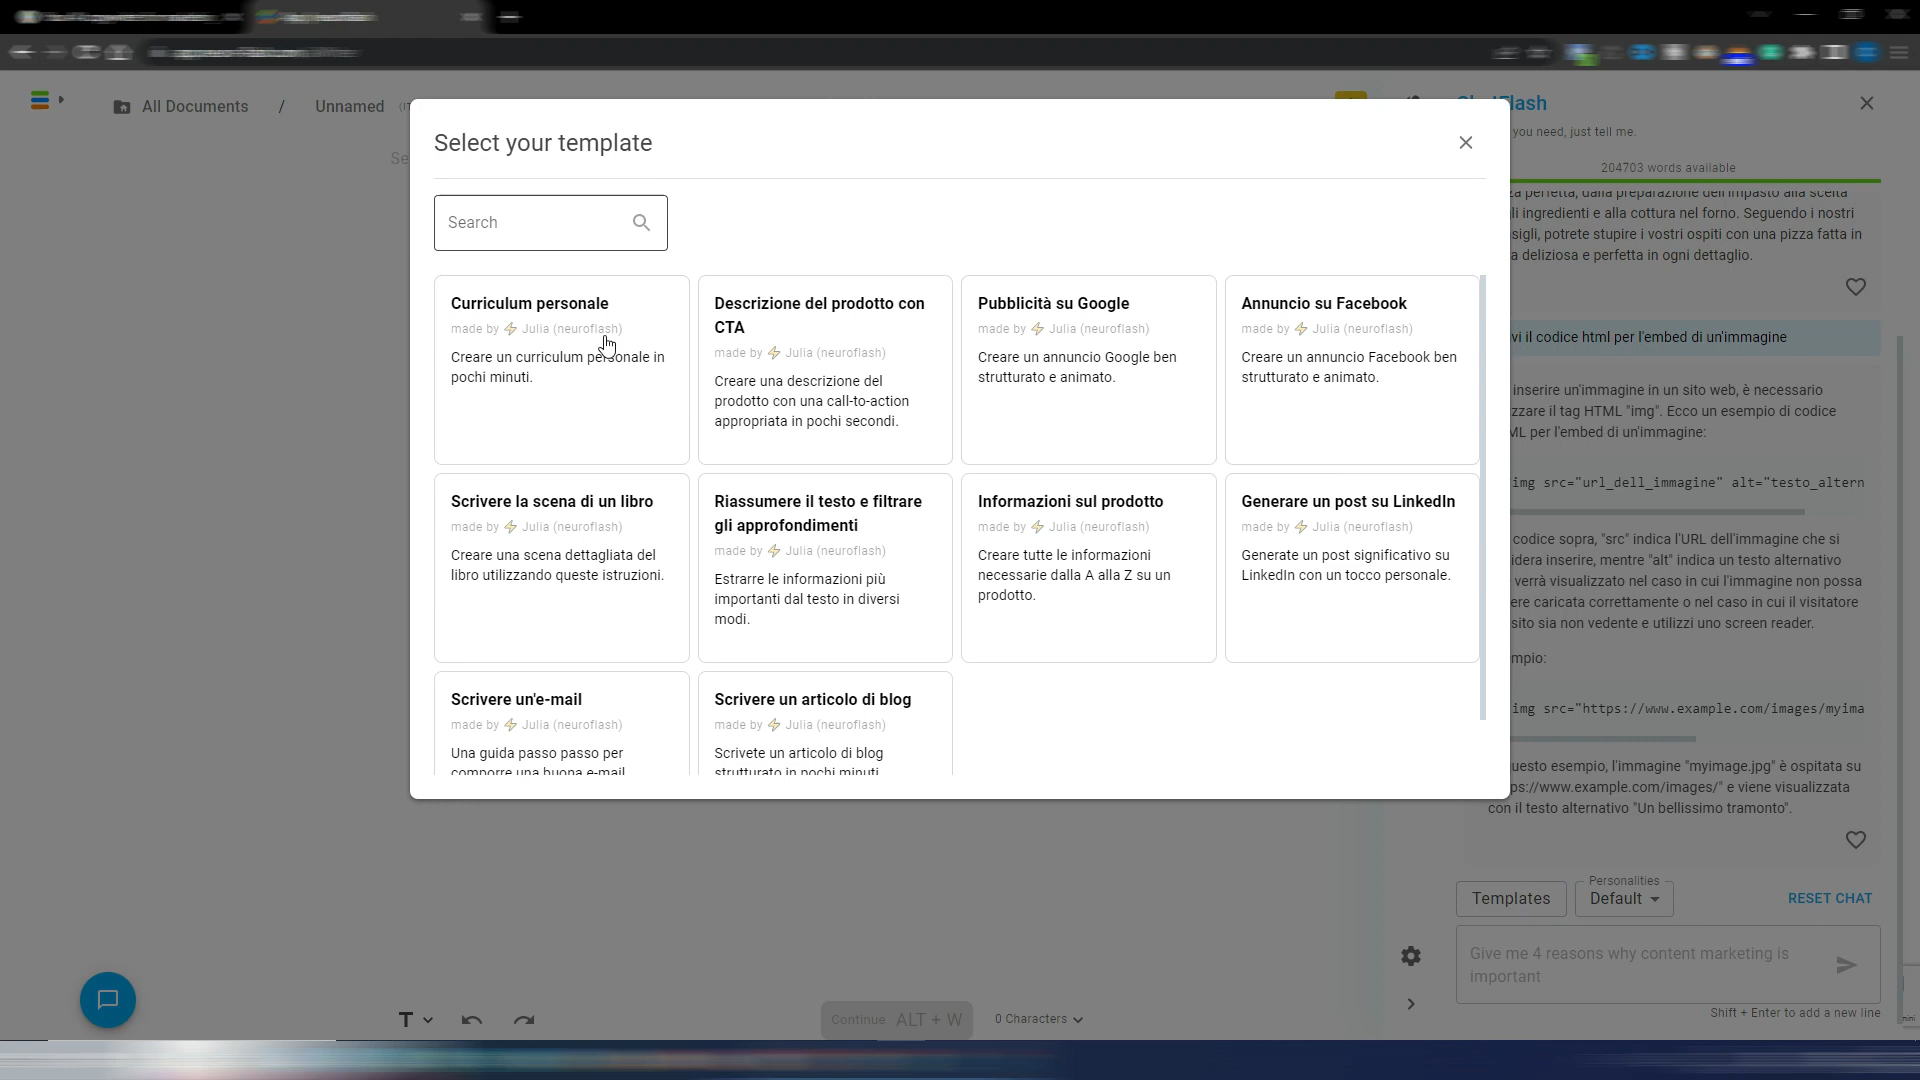 All Documents / Unnamed
Select your template
Search
Curriculum personale
made by Julia (neuroflash)
Creare un curriculum personale in
pochi minuti.
Descrizione del prodotto con
CTA
made by Julia (neuroflash)
Creare una descrizione del
prodotto con una call-to-action
appropriata in pochi secondi.
Pubblicità su Google
made by Julia (neuroflash)
Creare un annuncio Google ben
strutturato e animato.
Annuncio su Facebook
made by Julia (neuroflash)
Creare un annuncio Facebook ben
strutturato e animato.
Scrivere la scena di un libro
made by Julia (neuroflash)
Creare una scena dettagliata del
libro utilizzando queste istruzioni.
Riassumere il testo e filtrare
gli approfondimenti
made by Julia (neuroflash)
Estrarre le informazioni più
importanti dal testo in diversi
modi.
Informazioni sul prodotto
made by Julia (neuroflash)
Creare tutte le informazioni
necessarie dalla A alla Z su un
prodotto.
Generare un post su LinkedIn
made by Julia (neuroflash)
Generate un post significativo su
LinkedIn con un tocco personale.
Scrivere un'e-mail
made by Julia (neuroflash)
Una guida passo passo per
comporre una buona e-mail
Scrivere un articolo di blog
made by Julia (neuroflash)
Scrivete un articolo di blog
strutturato in pochi minuti
Flash
you need, just tell me.
204703 words available
perfetta, dalla preparazione dell'impasto alla scelta
ingredienti e alla cottura nel forno. Seguendo i nostri
sigli, potrete stupire i vostri ospiti con una pizza fatta in
a deliziosa e perfetta in ogni dettaglio.
vi il codice html per l'embed di un'immagine
inserire un'immagine in un sito web, è necessario
zzare il tag HTML "img". Ecco un esempio di codice
ML per l'embed di un'immagine:
img src="url_dell_immagine" alt="testo_altern
codice sopra, "src" indica l'URL dell'immagine che si
idera inserire, mentre "alt" indica un testo alternativo
verrà visualizzato nel caso in cui l'immagine non possa
ere caricata correttamente o nel caso in cui il visitatore
sito sia non vedente e utilizzi uno screen reader.
mpio:
img src="https://www.example.com/images/myima
uesto esempio, l'immagine "myimage.jpg" è ospitata su
ps://www.example.com/images/" e viene visualizzata
con il testo alternativo "Un bellissimo tramonto".
Templates
Personalities
Default
RESET CHAT
Give me 4 reasons why content marketing is
important
Shift + Enter to add a new line
T
Continue ALT + W
0 Characters